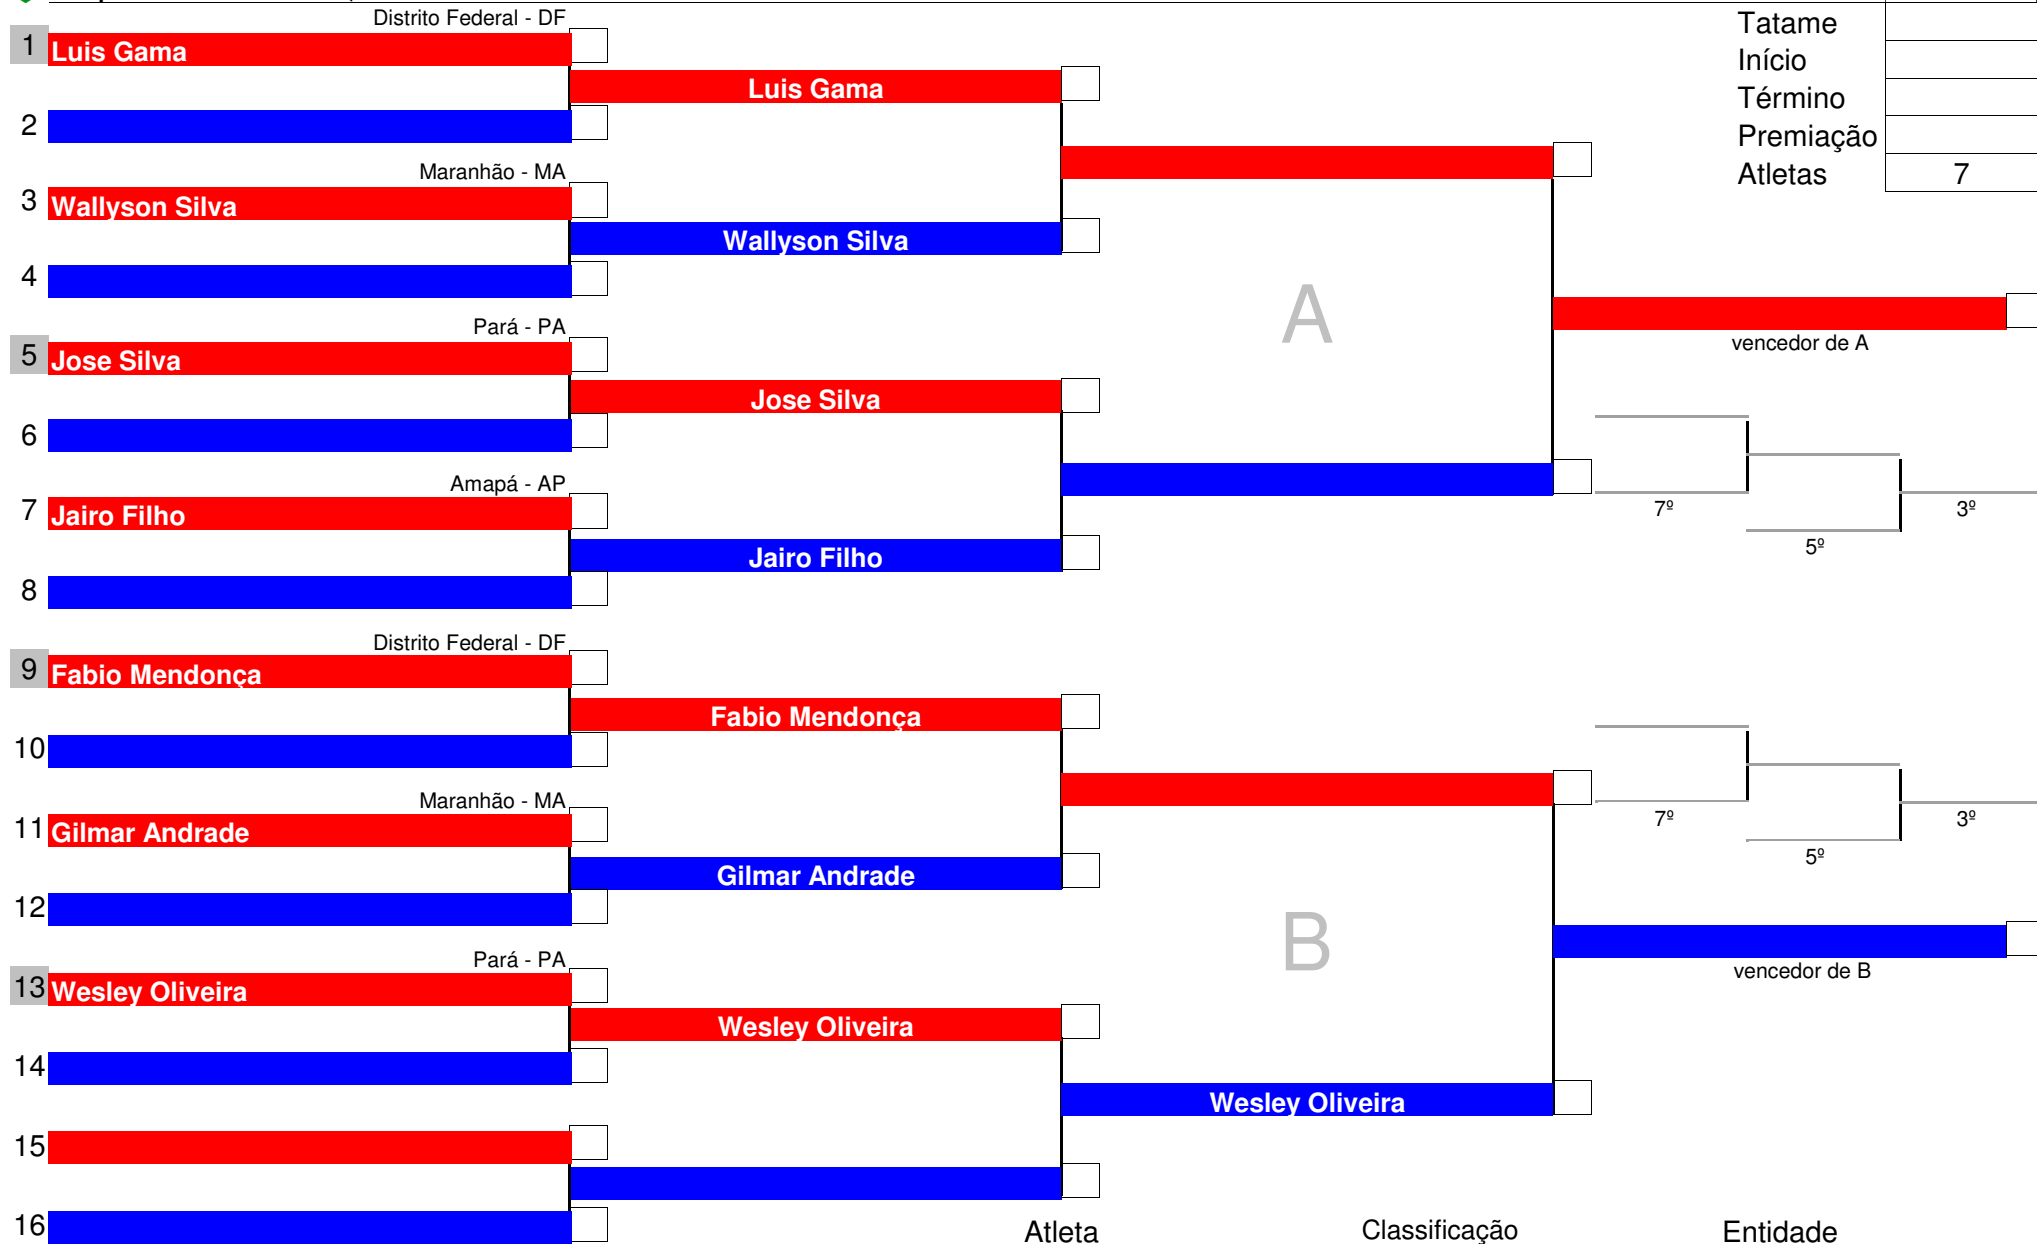 Distrito Federal - DF
Tatame
1 Luis Gama
Início
Luis Gama
Término
2
Premiação
Maranhão - MA
Atletas 7
3 Wallyson Silva
Wallyson Silva
4
A
Pará - PA
vencedor de A
5 Jose Silva
Jose Silva
6
Amapá - AP
7º 3º
7 Jairo Filho
5º
Jairo Filho
8
Distrito Federal - DF
9 Fabio Mendonça
Fabio Mendonça
10
Maranhão - MA
7º 3º
11 Gilmar Andrade
5º
Gilmar Andrade
12
B
Pará - PA
vencedor de B
13 Wesley Oliveira
Wesley Oliveira
14
Wesley Oliveira
15
16
Atleta Classificação Entidade